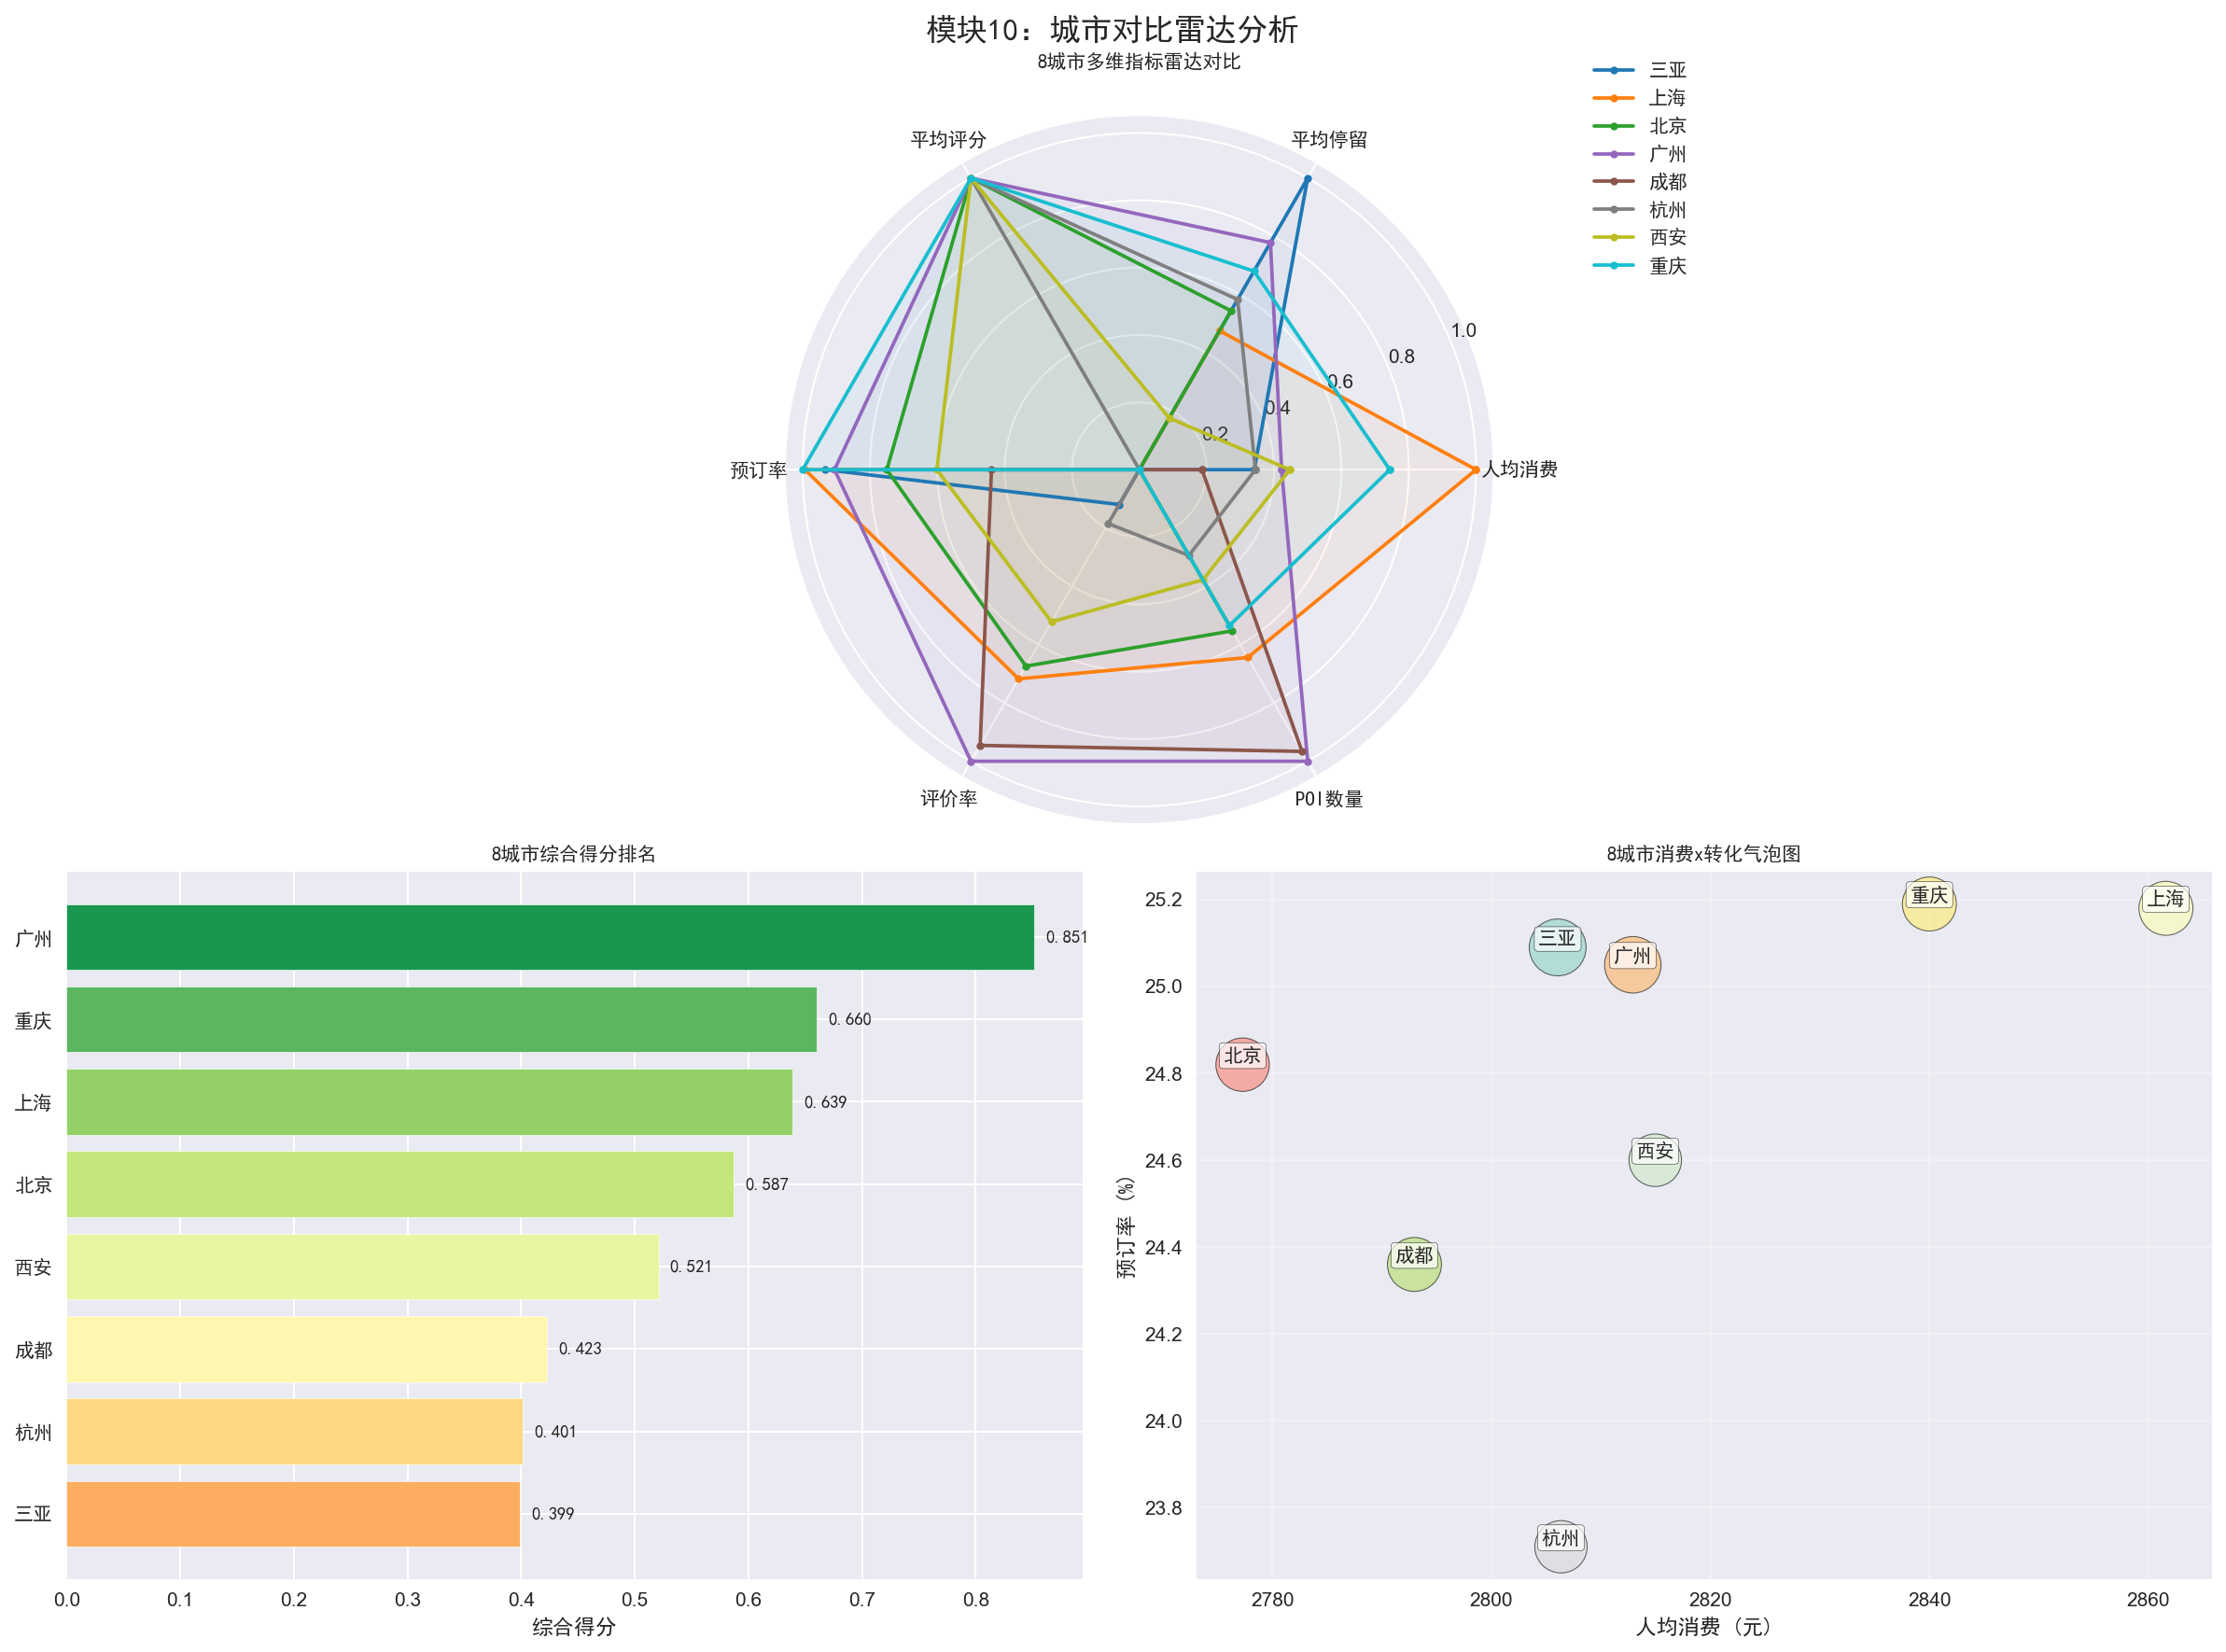 模块10：城市对比雷达分析
8城市多维指标雷达对比
三亚
上海
北京
广州
成都
杭州
西安
重庆
平均评分
平均停留
1.0
0.8
0.6
0.4
0.2
预订率
人均消费
评价率
POI数量
8城市综合得分排名
广州
0.851
重庆
0.660
上海
0.639
北京
0.587
西安
0.521
成都
0.423
杭州
0.401
三亚
0.399
0.0 0.1 0.2 0.3 0.4 0.5 0.6 0.7 0.8
综合得分
8城市消费x转化气泡图
预订率 (%)
25.2
25.0
24.8
24.6
24.4
24.2
24.0
23.8
重庆
上海
三亚
广州
北京
西安
成都
杭州
2780 2800 2820 2840 2860
人均消费 (元)